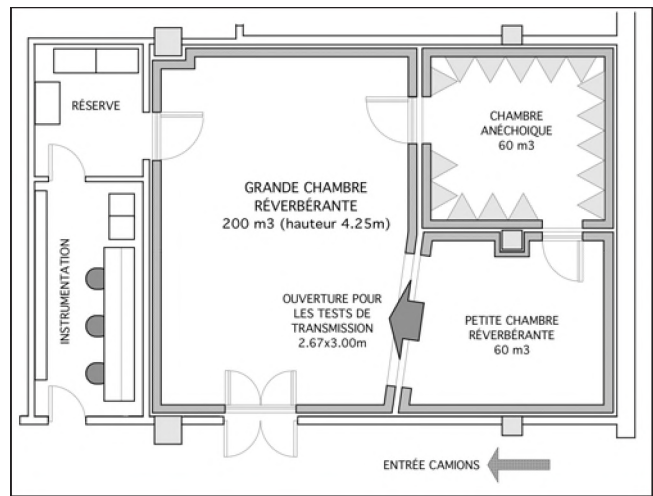 RÉSERVE
CHAMBRE
ANÉCHOIQUE
60 m3
GRANDE CHAMBRE
RÉVERBÉRANTE
200 m3 (hauteur 4.25m)
INSTRUMENTATION
OUVERTURE POUR
LES TESTS DE
TRANSMISSION
2.67x3.00m
PETITE CHAMBRE
RÉVERBÉRANTE
60 m3
ENTRÉE CAMIONS